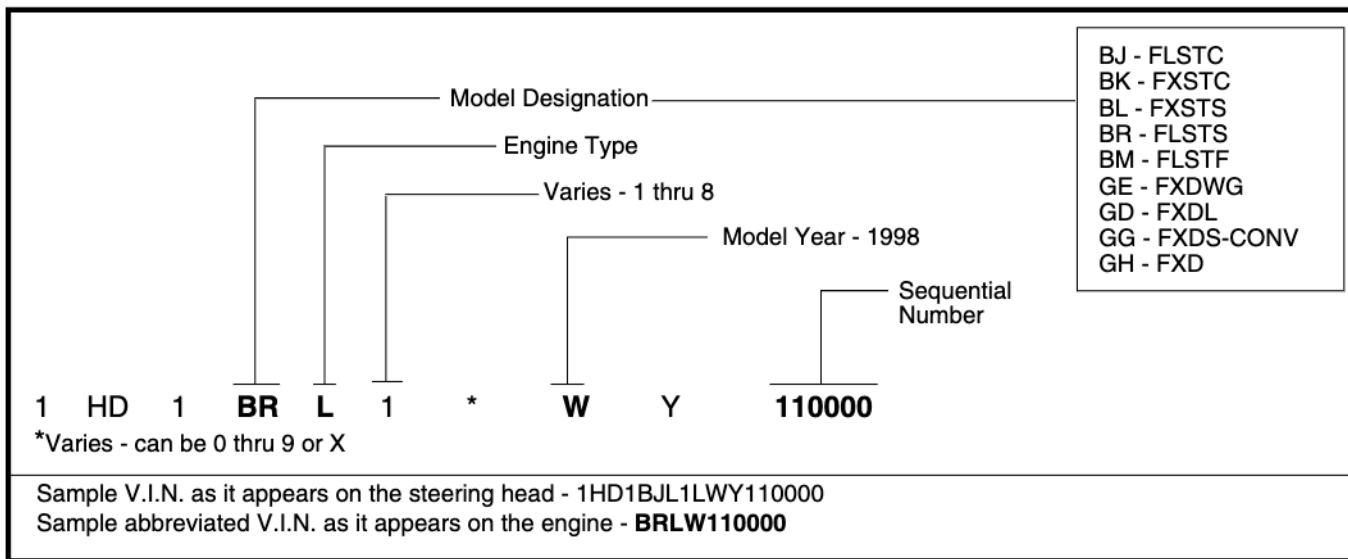 BJ - FLSTC
BK - FXSTC
BL - FXSTS
BR - FLSTS
BM - FLSTF
GE - FXDWG
GD - FXDL
GG - FXDS-CONV
GH - FXD
Model Designation
Engine Type
Varies - 1 thru 8
Model Year - 1998
Sequential
Number
1 HD 1 BR L 1 * W Y 110000
*Varies - can be 0 thru 9 or X
Sample V.I.N. as it appears on the steering head - 1HD1BJL1LWY110000
Sample abbreviated V.I.N. as it appears on the engine - BRLW110000